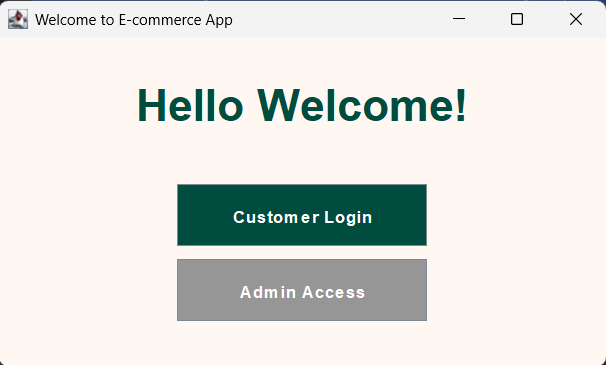 Welcome to E-commerce App
Hello Welcome!
Customer Login
Admin Access